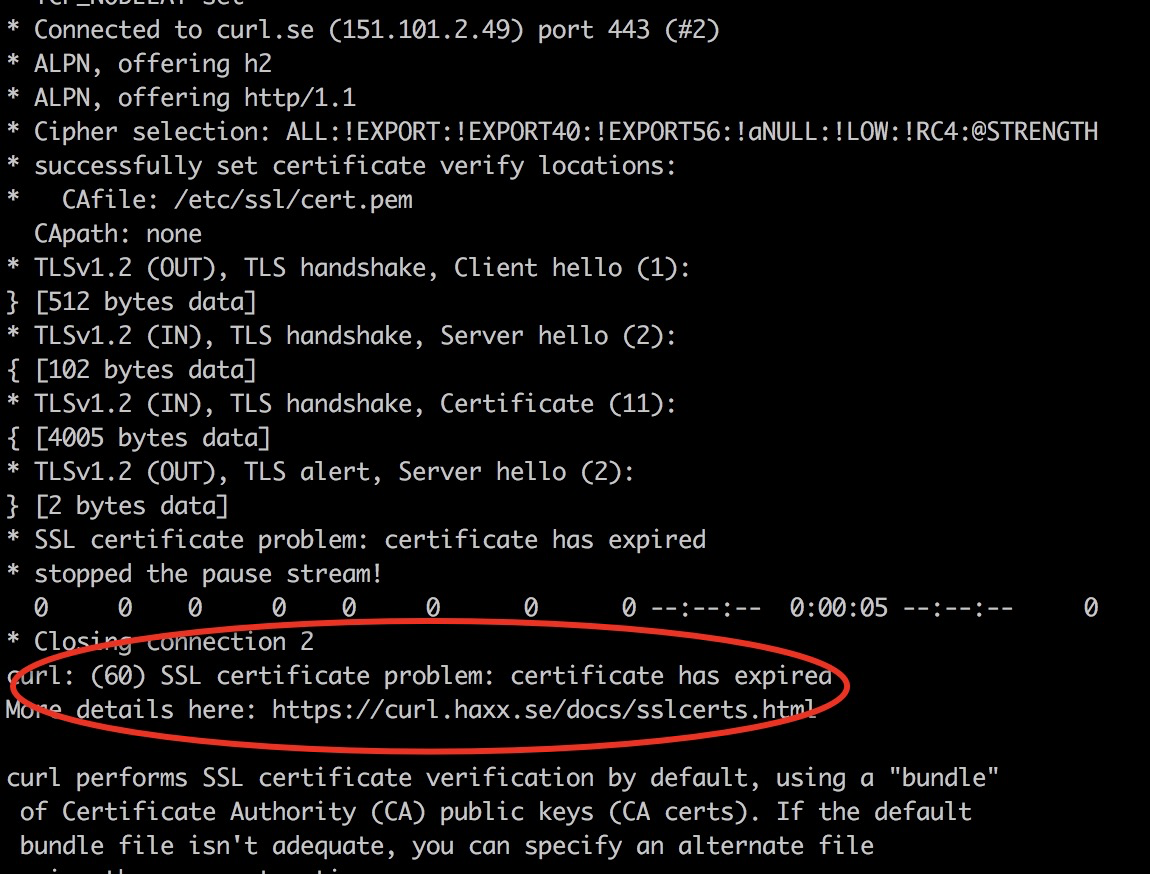 TCP_NODELAY set
* Connected to curl.se (151.101.2.49) port 443 (#2)
* ALPN, offering h2
* ALPN, offering http/1.1
* Cipher selection: ALL:!EXPORT:!EXPORT40:!EXPORT56:!aNULL:!LOW:!RC4:@STRENGTH
* successfully set certificate verify locations:
*   CAfile: /etc/ssl/cert.pem
  CApath: none
* TLSv1.2 (OUT), TLS handshake, Client hello (1):
} [512 bytes data]
* TLSv1.2 (IN), TLS handshake, Server hello (2):
{ [102 bytes data]
* TLSv1.2 (IN), TLS handshake, Certificate (11):
{ [4005 bytes data]
* TLSv1.2 (OUT), TLS alert, Server hello (2):
} [2 bytes data]
* SSL certificate problem: certificate has expired
* stopped the pause stream!
  0     0    0     0    0     0      0      0 --:--:--  0:00:05 --:--:--     0
* Closing connection 2
curl: (60) SSL certificate problem: certificate has expired
More details here: https://curl.haxx.se/docs/sslcerts.html
curl performs SSL certificate verification by default, using a "bundle"
 of Certificate Authority (CA) public keys (CA certs). If the default
 bundle file isn't adequate, you can specify an alternate file